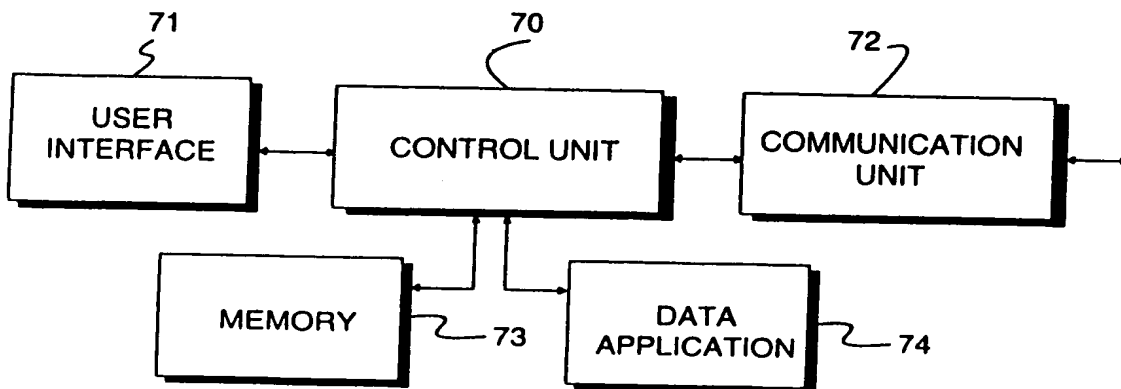 71
70
72
USER
INTERFACE
CONTROL UNIT
COMMUNICATION
UNIT
MEMORY
73
DATA
APPLICATION
74